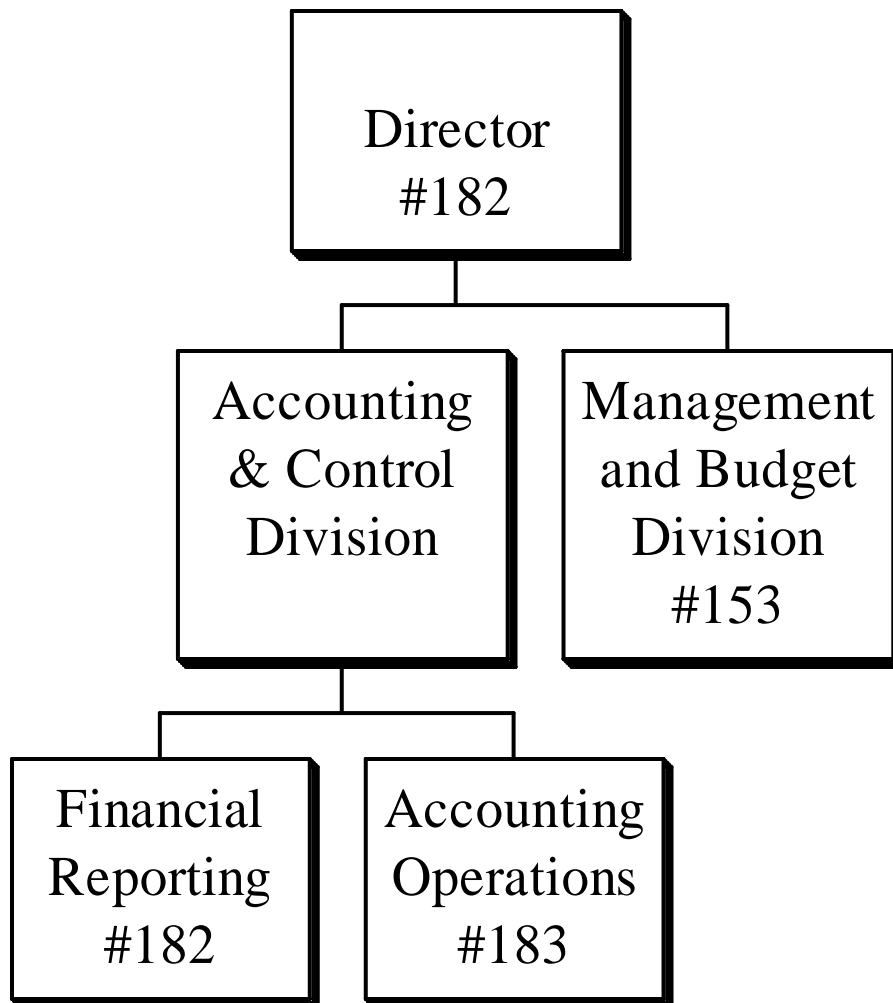 Director
#182
Accounting
& Control
Division
Management
and Budget
Division
#153
Financial
Reporting
#182
Accounting
Operations
#183